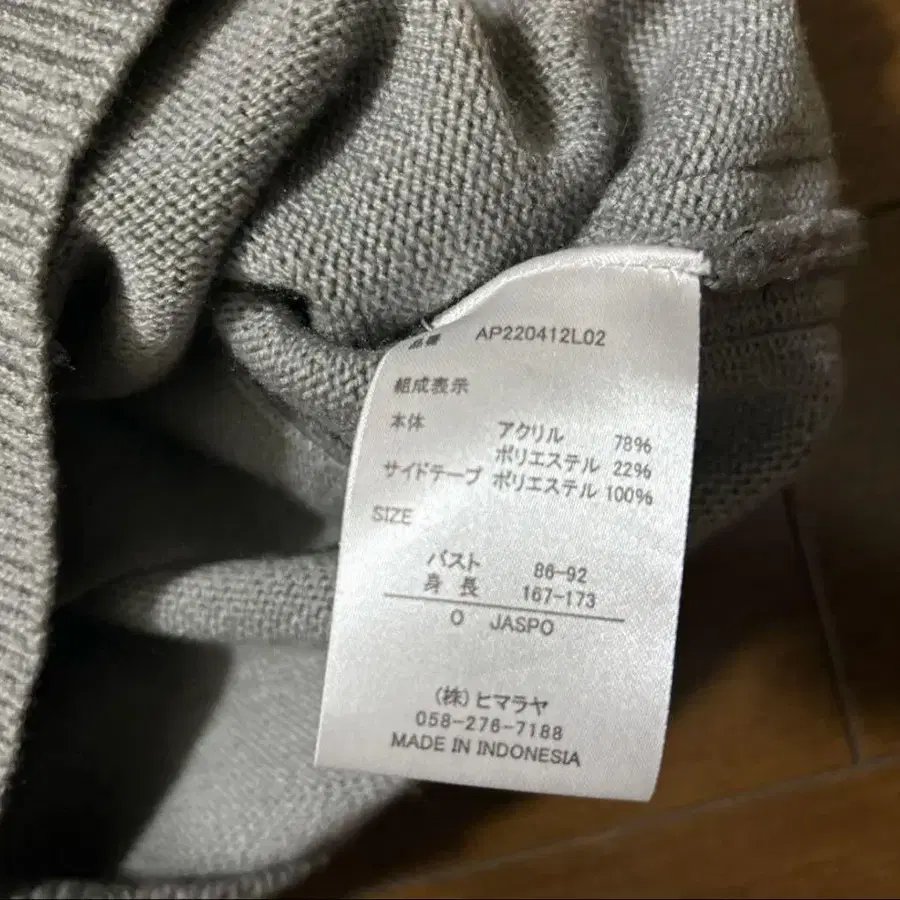 品番 AP220412L02
組成表示
本体 アクリル 78%
ポリエステル 22%
サイドテープ ポリエステル 100%
SIZE
バスト 86-92
身長 167-173
O JASPO
(株)ヒマラヤ
058-276-7188
MADE IN INDONESIA